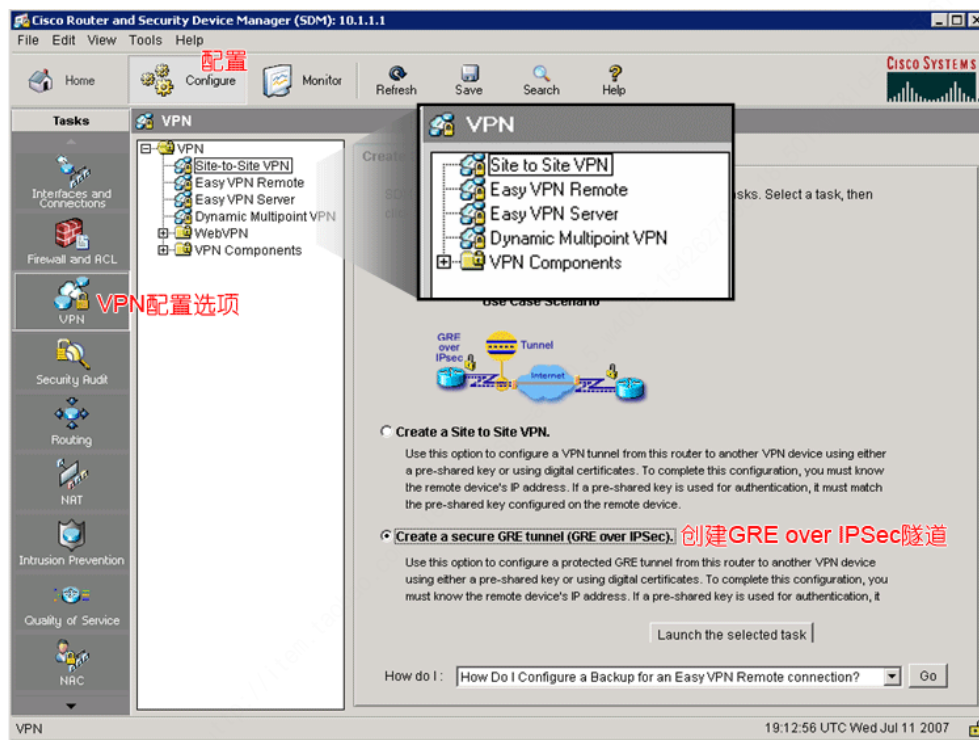 Cisco Router and Security Device Manager (SDM): 10.1.1.1
File Edit View Tools Help
配置
Home Configure Monitor Refresh Save Search Help
CISCO SYSTEMS
Tasks
VPN
VPN
Site-to-Site VPN
Easy VPN Remote
Easy VPN Server
Dynamic Multipoint VPN
WebVPN
VPN Components
Interfaces and Connections
Firewall and ACL
VPN
VPN配置选项
Security Audit
Routing
NAT
Intrusion Prevention
Quality of Service
NAC
VPN
Site to Site VPN
Easy VPN Remote
Easy VPN Server
Dynamic Multipoint VPN
VPN Components
Create
sks. Select a task, then
Use Case Scenario
GRE over IPsec
Tunnel
Internet
Create a Site to Site VPN.
Use this option to configure a VPN tunnel from this router to another VPN device using either
a pre-shared key or using digital certificates. To complete this configuration, you must know
the remote device's IP address. If a pre-shared key is used for authentication, it must match
the pre-shared key configured on the remote device.
Create a secure GRE tunnel (GRE over IPSec). 创建GRE over IPSec隧道
Use this option to configure a protected GRE tunnel from this router to another VPN device
using either a pre-shared key or using digital certificates. To complete this configuration, you
must know the remote device's IP address. If a pre-shared key is used for authentication, it
Launch the selected task
How do I : How Do I Configure a Backup for an Easy VPN Remote connection? Go
VPN
19:12:56 UTC Wed Jul 11 2007